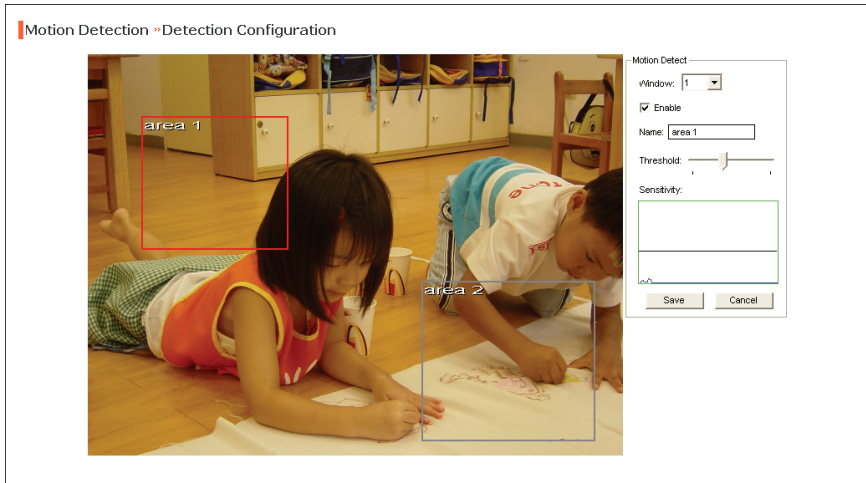 Motion Detection » Detection Configuration
area 1
area 2
Motion Detect
Window: 1
Enable
Name: area 1
Threshold:
Sensitivity:
Save Cancel